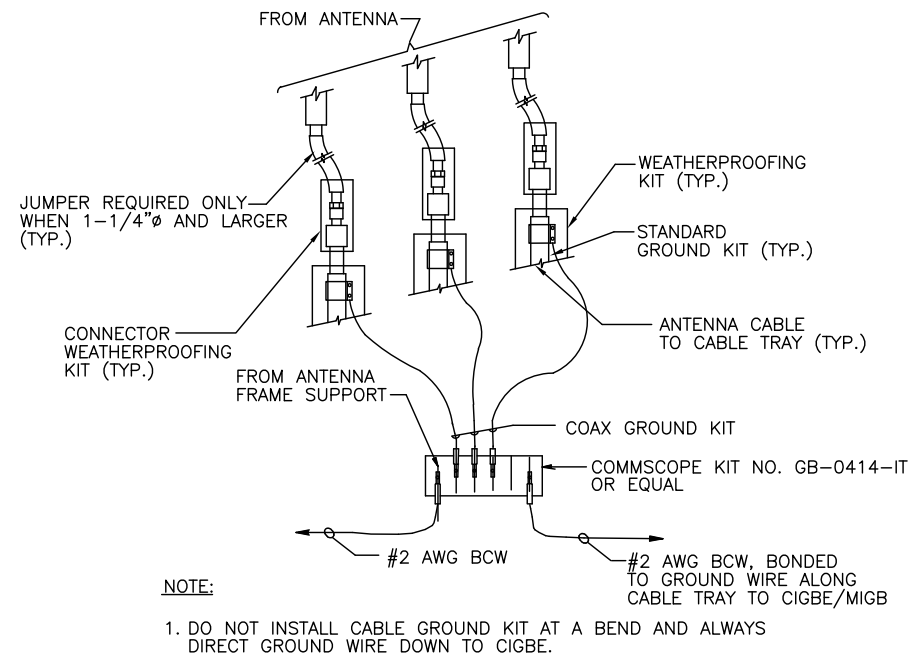 FROM ANTENNA
JUMPER REQUIRED ONLY
WHEN 1-1/4"ø AND LARGER
(TYP.)
WEATHERPROOFING
KIT (TYP.)
STANDARD
GROUND KIT (TYP.)
CONNECTOR
WEATHERPROOFING
KIT (TYP.)
ANTENNA CABLE
TO CABLE TRAY (TYP.)
FROM ANTENNA
FRAME SUPPORT
COAX GROUND KIT
COMMSCOPE KIT NO. GB-0414-IT
OR EQUAL
#2 AWG BCW
#2 AWG BCW, BONDED
TO GROUND WIRE ALONG
CABLE TRAY TO CIGBE/MIGB
NOTE:
1. DO NOT INSTALL CABLE GROUND KIT AT A BEND AND ALWAYS
DIRECT GROUND WIRE DOWN TO CIGBE.